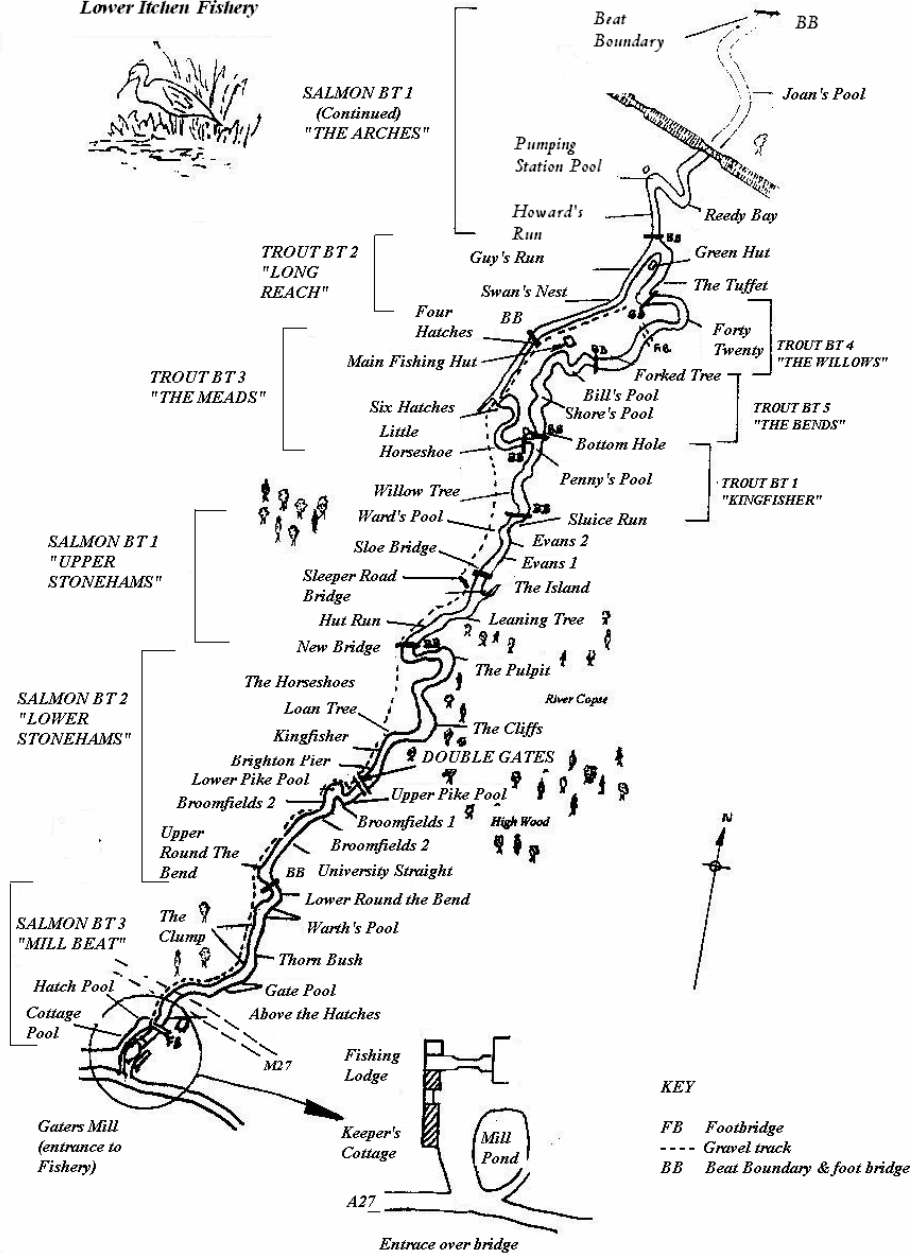 Lower Itchen Fishery
Beat
Boundary
BB
SALMON BT 1
(Continued)
"THE ARCHES"
Joan's Pool
Pumping
Station Pool
Howard's
Run
Reedy Bay
BB
TROUT BT 2
"LONG
REACH"
Guy's Run
Green Hut
Swan's Nest
The Tuffet
Four
Hatches
BB
BB
Forty
Twenty
TROUT BT 4
"THE WILLOWS"
Main Fishing Hut
BB
FB
Forked Tree
TROUT BT 3
"THE MEADS"
Bill's Pool
Six Hatches
Shore's Pool
TROUT BT 5
"THE BENDS"
Little
Horseshoe
BB
BB
Bottom Hole
Penny's Pool
TROUT BT 1
"KINGFISHER"
Willow Tree
BB
Ward's Pool
Sluice Run
SALMON BT 1
"UPPER
STONEHAMS"
Evans 2
Sloe Bridge
Evans 1
Sleeper Road
Bridge
The Island
Hut Run
Leaning Tree
New Bridge
BB
The Pulpit
The Horseshoes
River Copse
SALMON BT 2
"LOWER
STONEHAMS"
Loan Tree
The Cliffs
Kingfisher
Brighton Pier
DOUBLE GATES
Lower Pike Pool
Upper Pike Pool
Broomfields 2
Broomfields 1
High Wood
N
Broomfields 2
Upper
Round The
Bend
BB
University Straight
Lower Round the Bend
SALMON BT 3
"MILL BEAT"
The
Clump
Warth's Pool
Thorn Bush
Hatch Pool
Gate Pool
Cottage
Pool
Above the Hatches
FB
M27
Fishing
Lodge
KEY
Gaters Mill
(entrance to
Fishery)
Keeper's
Cottage
Mill
Pond
FB Footbridge
---- Gravel track
BB Beat Boundary & foot bridge
A27
Entrace over bridge